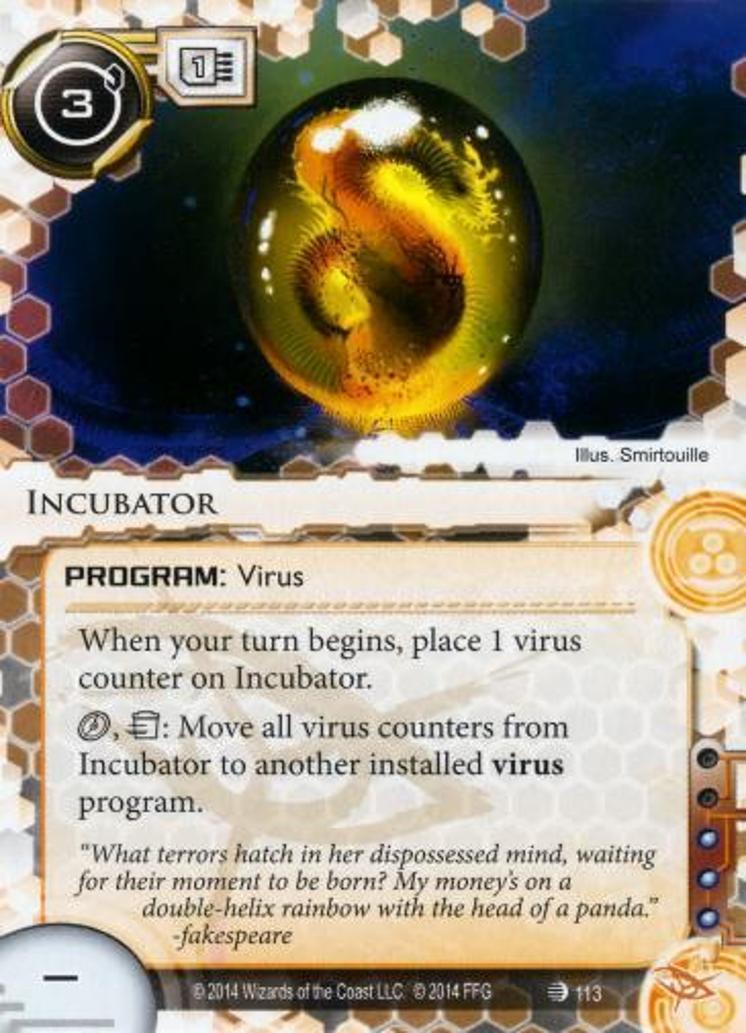 3
1
Illus. Smirtouille
INCUBATOR
PROGRAM: Virus
When your turn begins, place 1 virus
counter on Incubator.
, : Move all virus counters from
Incubator to another installed virus
program.
“What terrors hatch in her dispossessed mind, waiting
for their moment to be born? My money's on a
double-helix rainbow with the head of a panda.”
-fakespeare
–
© 2014 Wizards of the Coast LLC © 2014 FFG 113